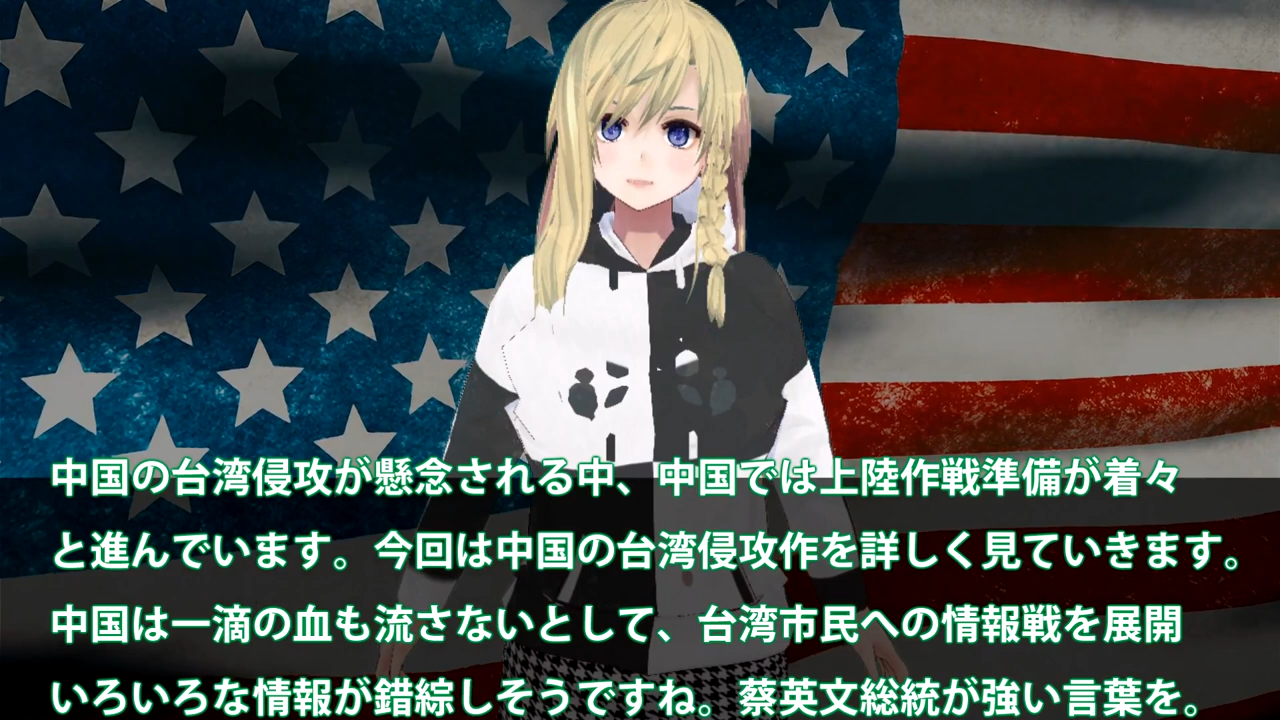 中国の台湾侵攻が懸念される中、中国では上陸作戦準備が着々
と進んでいます。今回は中国の台湾侵攻作を詳しく見ていきます。
中国は一滴の血も流さないとして、台湾市民への情報戦を展開
いろいろな情報が錯綜しそうですね。蔡英文総統が強い言葉を。